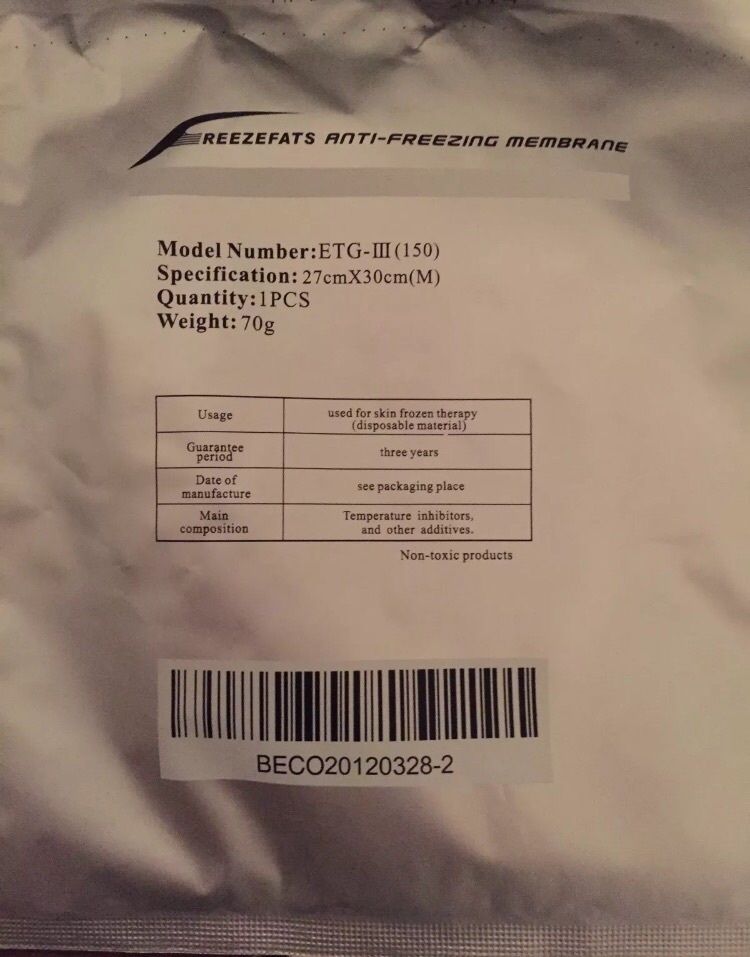 FREEZEFATS ANTI-FREEZING MEMBRANE
Model Number:ETG-III(150)
Specification: 27cmX30cm(M)
Quantity:1PCS
Weight: 70g
Usage
used for skin frozen therapy
(disposable material)
Guarantee
period
three years
Date of
manufacture
see packaging place
Main
composition
Temperature inhibitors,
and other additives.
Non-toxic products
BECO20120328-2